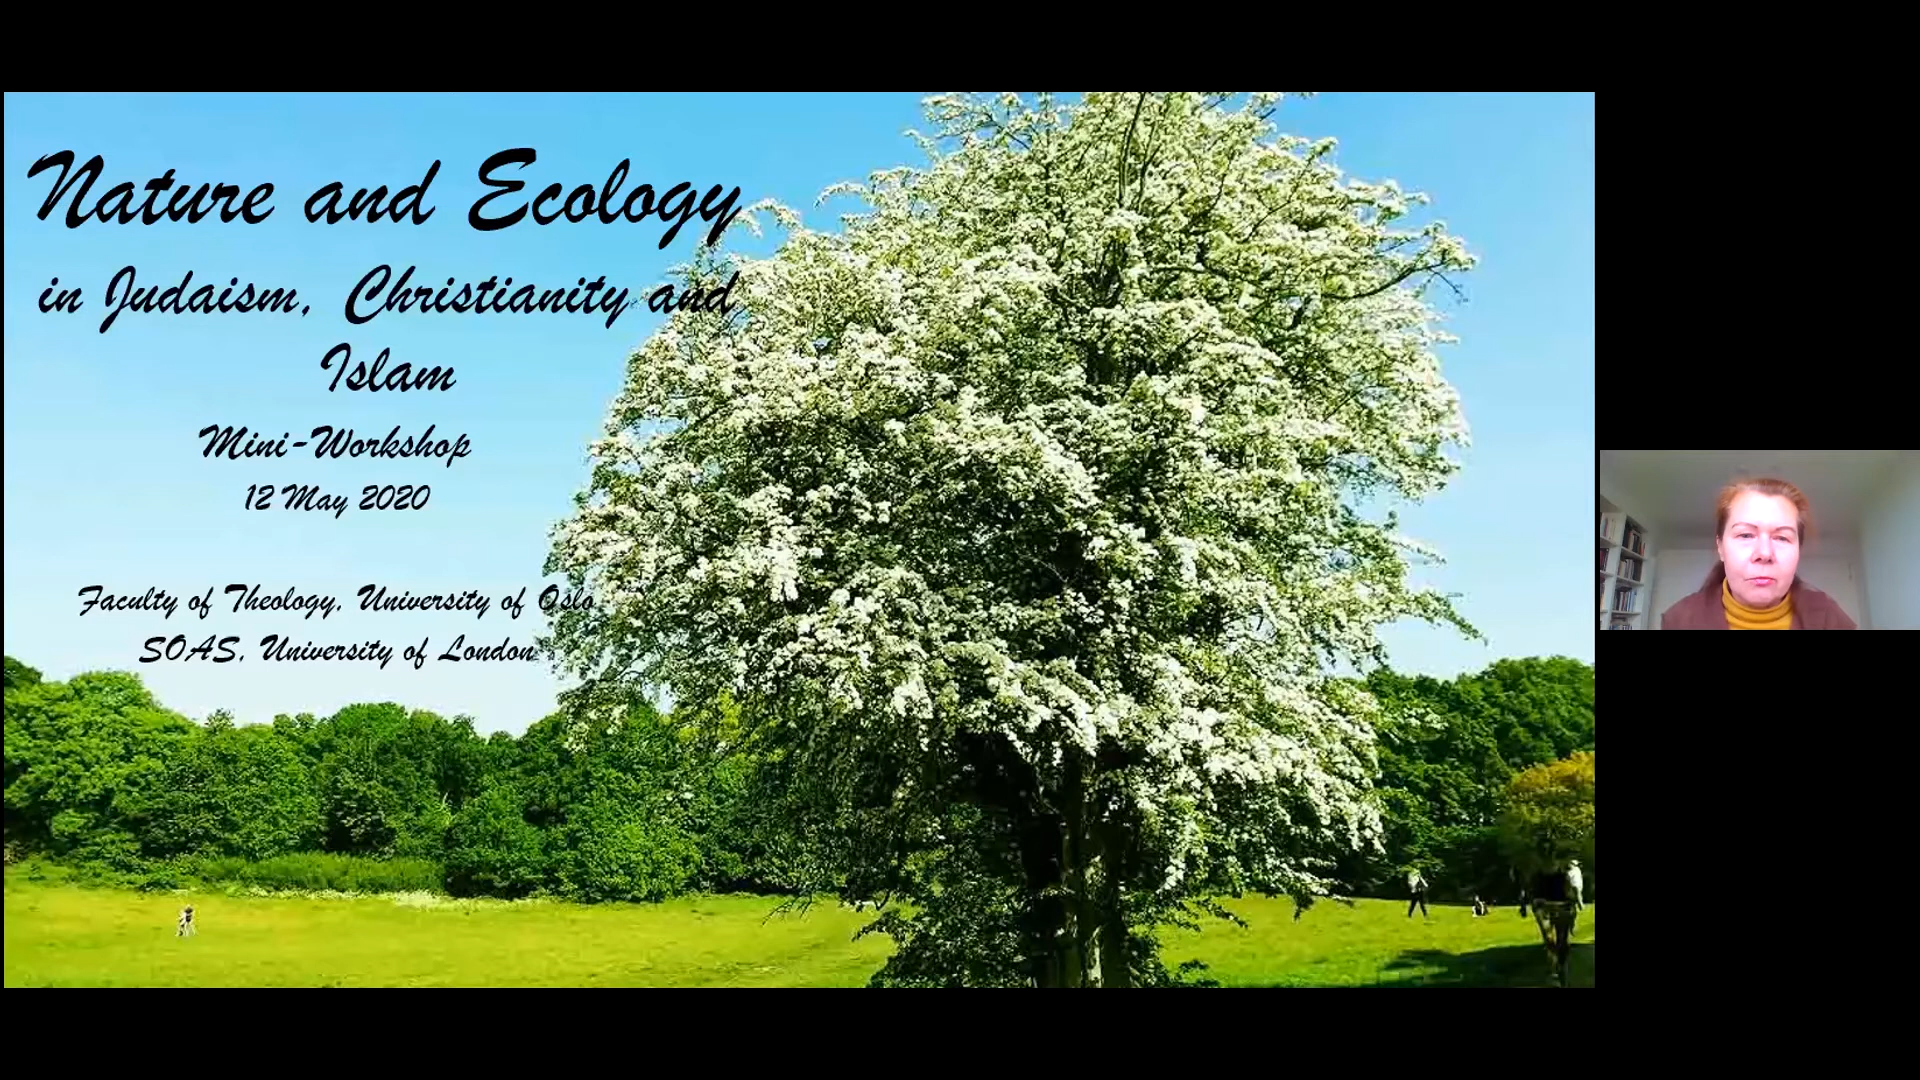 Nature and Ecology
in Judaism, Christianity and
Islam
Mini-Workshop
12 May 2020
Faculty of Theology, University of Oslo
SOAS, University of London